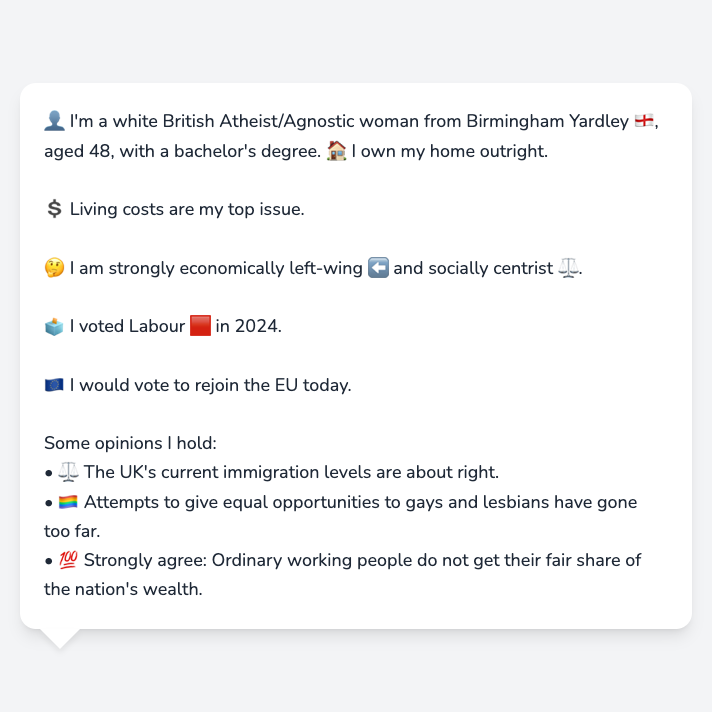 👤 I'm a white British Atheist/Agnostic woman from Birmingham Yardley 🏴󠁧󠁢󠁥󠁮󠁧󠁿,
aged 48, with a bachelor's degree. 🏠 I own my home outright.
💲 Living costs are my top issue.
🤔 I am strongly economically left-wing ⬅️ and socially centrist ⚖️.
🗳️ I voted Labour 🟥 in 2024.
🇪🇺 I would vote to rejoin the EU today.
Some opinions I hold:
• ⚖️ The UK's current immigration levels are about right.
• 🏳️‍🌈 Attempts to give equal opportunities to gays and lesbians have gone
too far.
• 💯 Strongly agree: Ordinary working people do not get their fair share of
the nation's wealth.